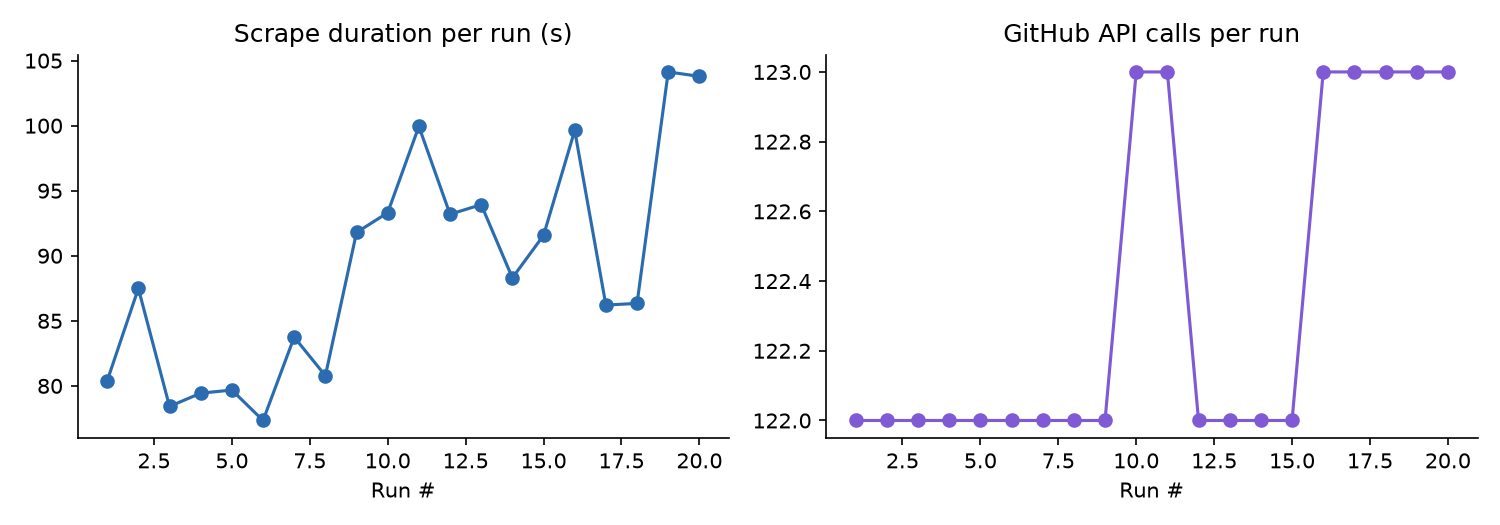 Scrape duration per run (s)
105
100
95
90
85
80
2.5 5.0 7.5 10.0 12.5 15.0 17.5 20.0
Run #
GitHub API calls per run
123.0
122.8
122.6
122.4
122.2
122.0
2.5 5.0 7.5 10.0 12.5 15.0 17.5 20.0
Run #